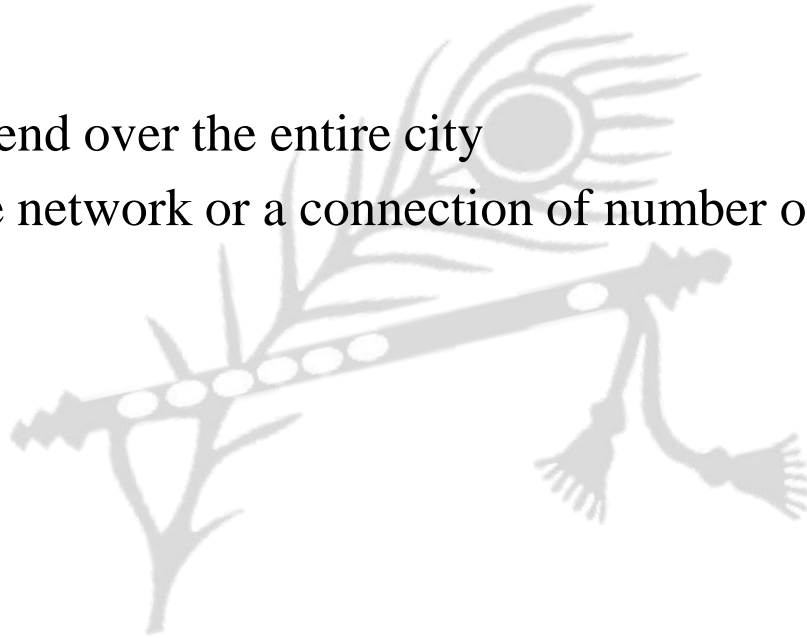 end over the entire city
network or a connection of number o